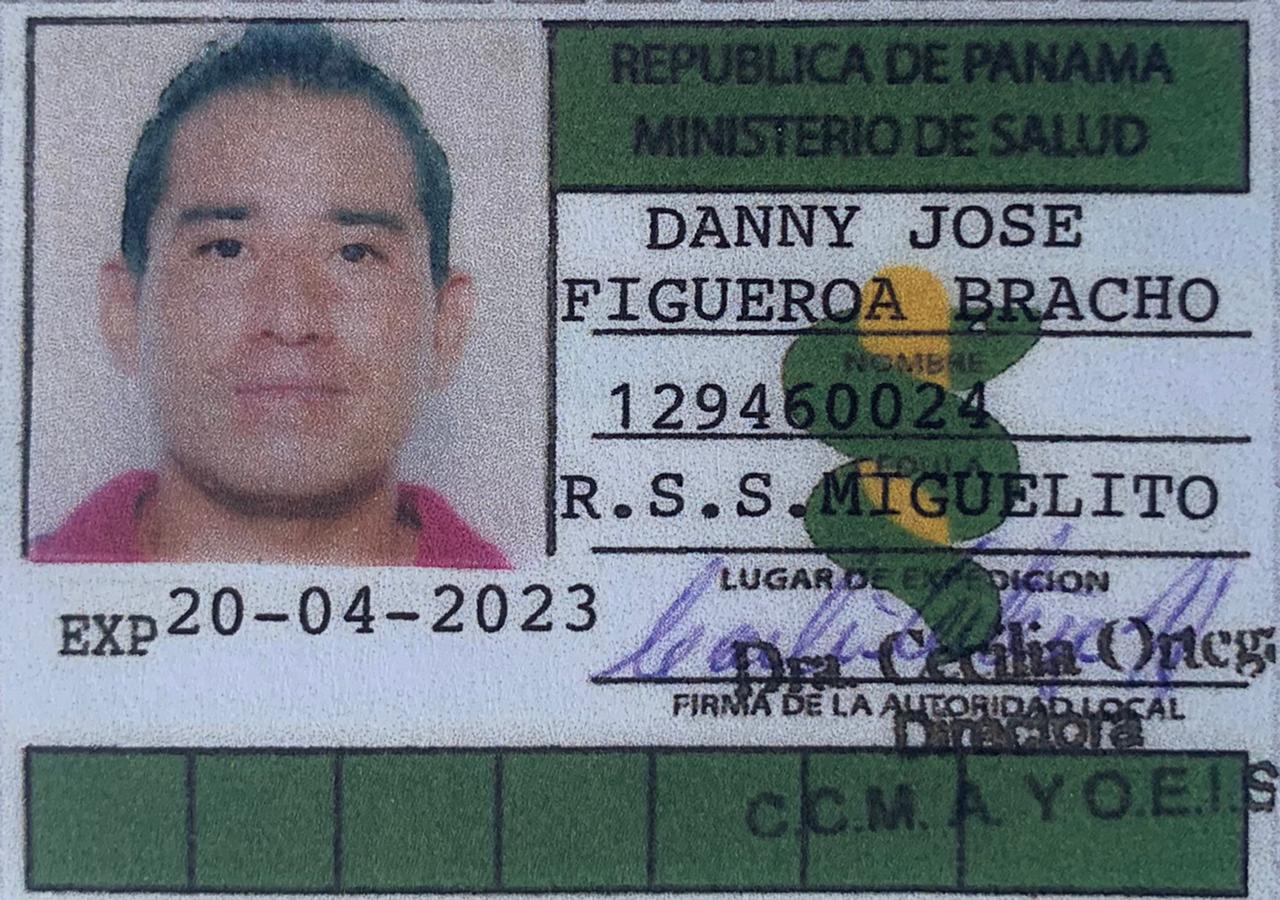 REPUBLICA DE PANAMA
MINISTERIO DE SALUD
DANNY JOSE
FIGUEROA BRACHO
NOMBRE
129460024
R.S.S.MIGUELITO
LUGAR DE EXPEDICION
EXP 20-04-2023
Dra. Cecilia Orteg
FIRMA DE LA AUTORIDAD LOCAL
Directora
C.C.M. A Y O.E.I.S